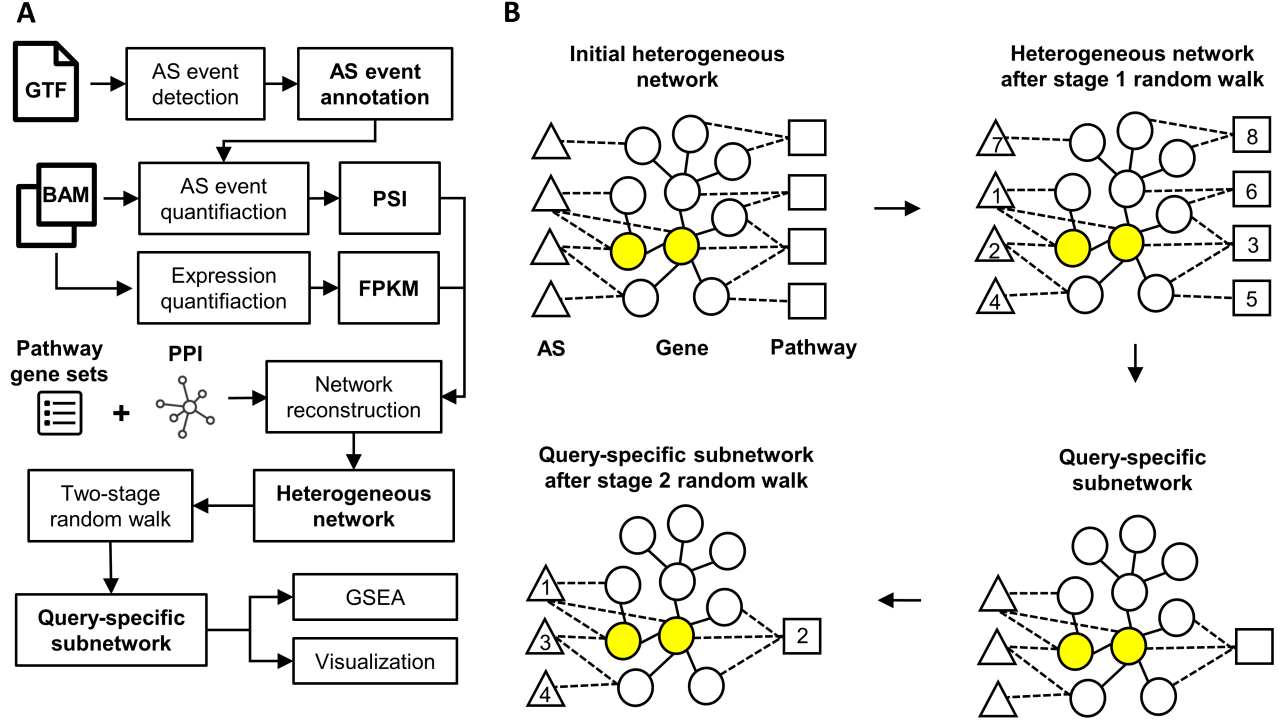 A
GTF
AS event
detection
AS event
annotation
BAM
AS event
quantifiaction
PSI
Expression
quantifiaction
FPKM
Pathway
gene sets
+
PPI
Network
reconstruction
Two-stage
random walk
Heterogeneous
network
Query-specific
subnetwork
GSEA
Visualization
B
Initial heterogeneous
network
AS
Gene
Pathway
Heterogeneous network
after stage 1 random walk
7
8
1
6
2
3
4
5
Query-specific subnetwork
after stage 2 random walk
1
3
2
4
Query-specific
subnetwork